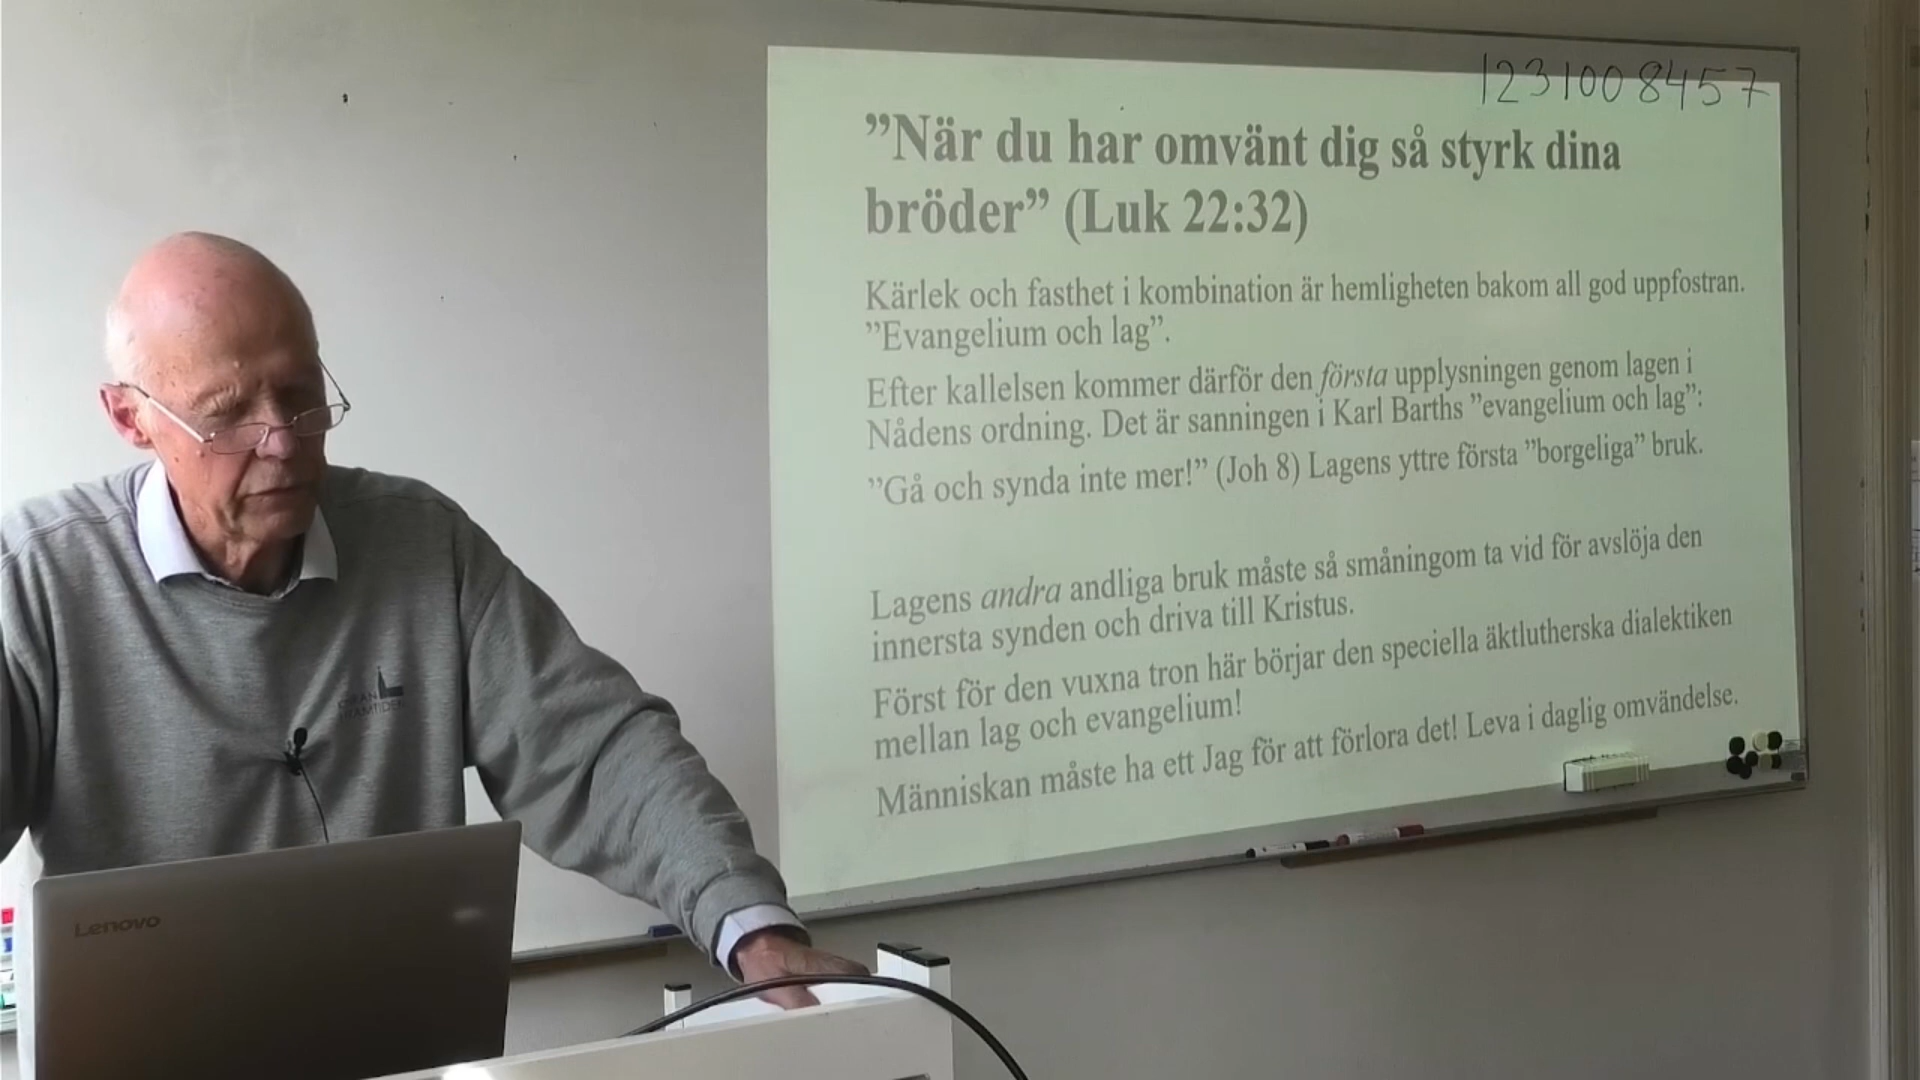 1231008457
”När du har omvänt dig så styrk dina
bröder” (Luk 22:32)
Kärlek och fasthet i kombination är hemligheten bakom all god uppfostran.
”Evangelium och lag”.
Efter kallelsen kommer därför den första upplysningen genom lagen i
Nådens ordning. Det är sanningen i Karl Barths ”evangelium och lag”:
”Gå och synda inte mer!” (Joh 8) Lagens yttre första ”borgeliga” bruk.
Lagens andra andliga bruk måste så småningom ta vid för avslöja den
innersta synden och driva till Kristus.
Först för den vuxna tron här börjar den speciella äktlutherska dialektiken
mellan lag och evangelium!
Människan måste ha ett Jag för att förlora det! Leva i daglig omvändelse.
Lenovo